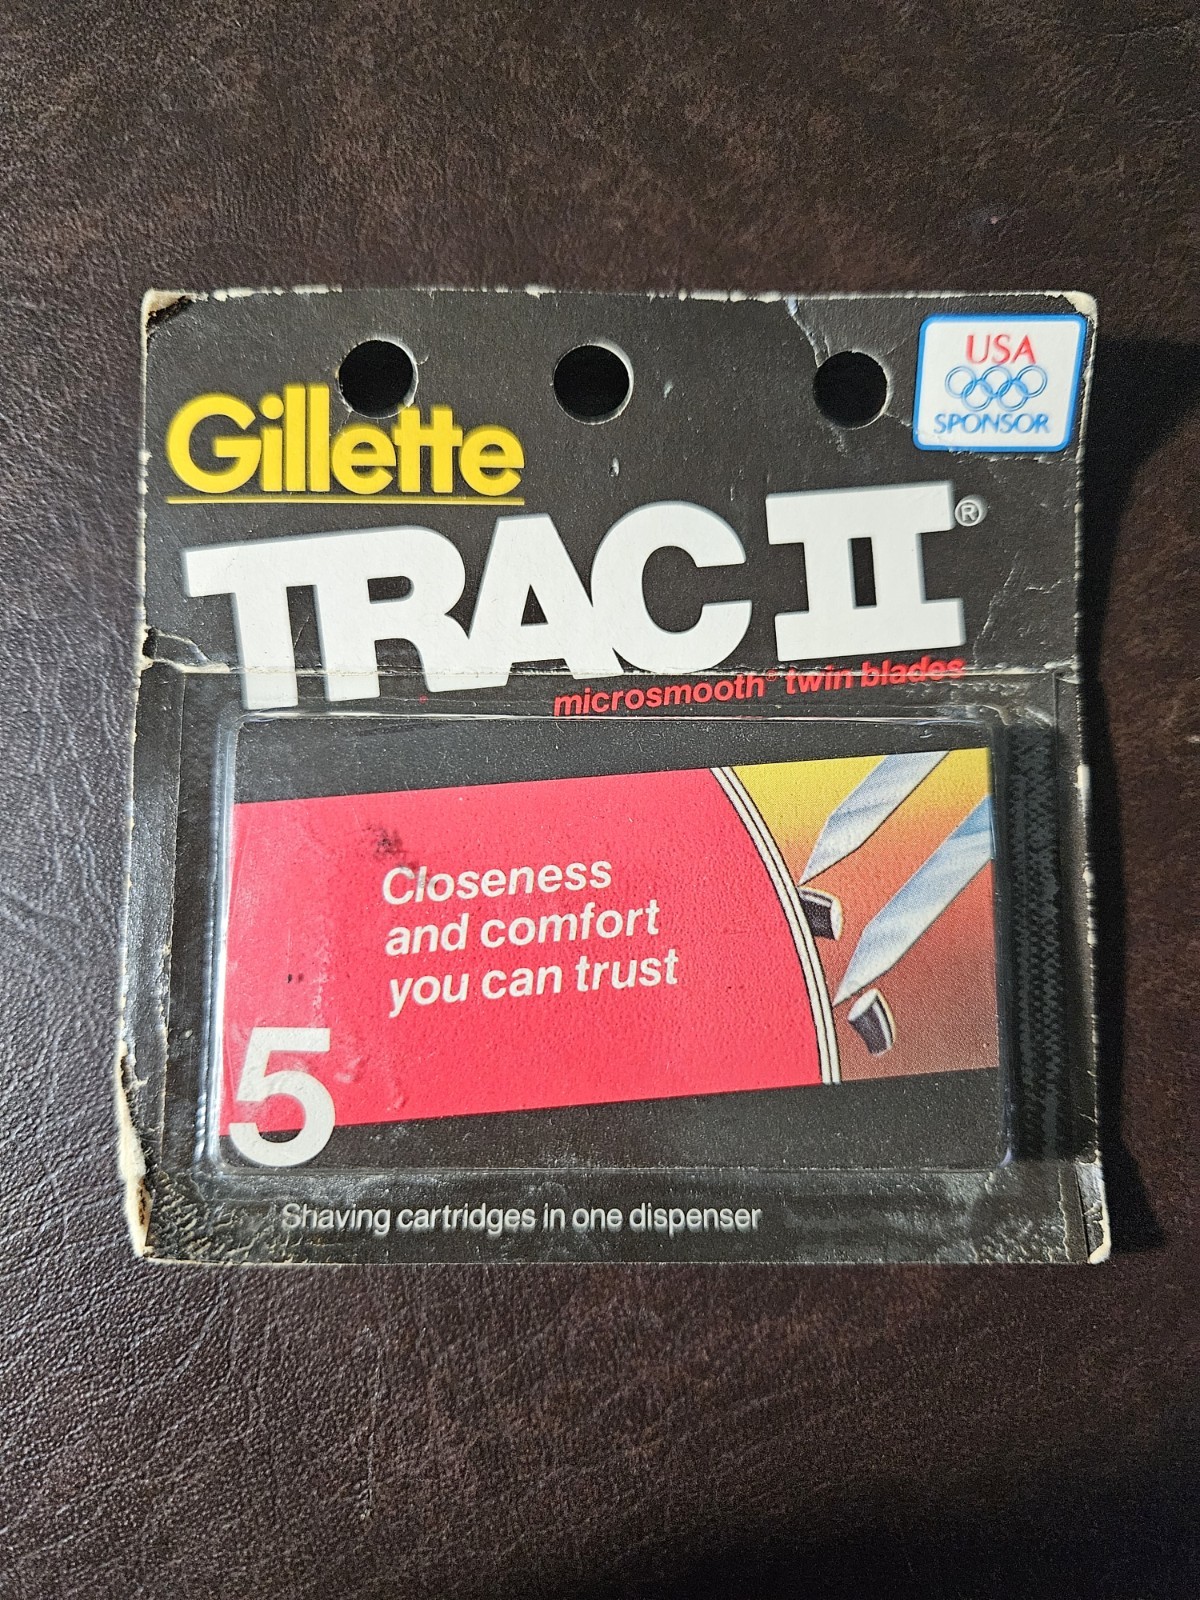 USA
SPONSOR
Gillette
TRAC II®
microsmooth® twin blades
Closeness
and comfort
you can trust
5
Shaving cartridges in one dispenser